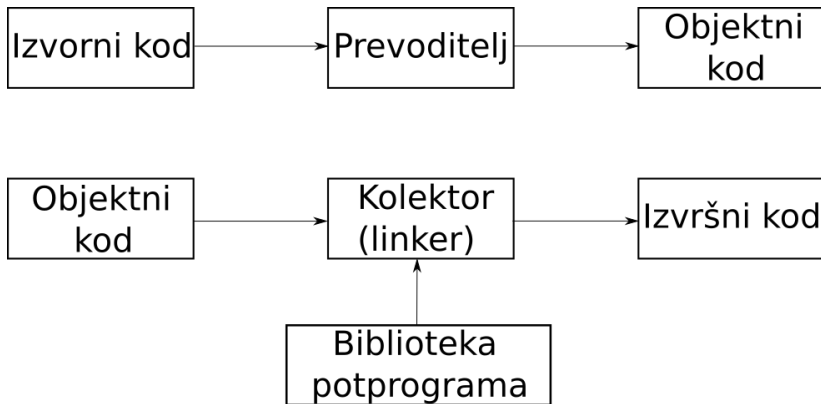 Izvorni kod
Prevoditelj
Objektni
kod
Objektni
kod
Kolektor
(linker)
Izvršni kod
Biblioteka
potprograma